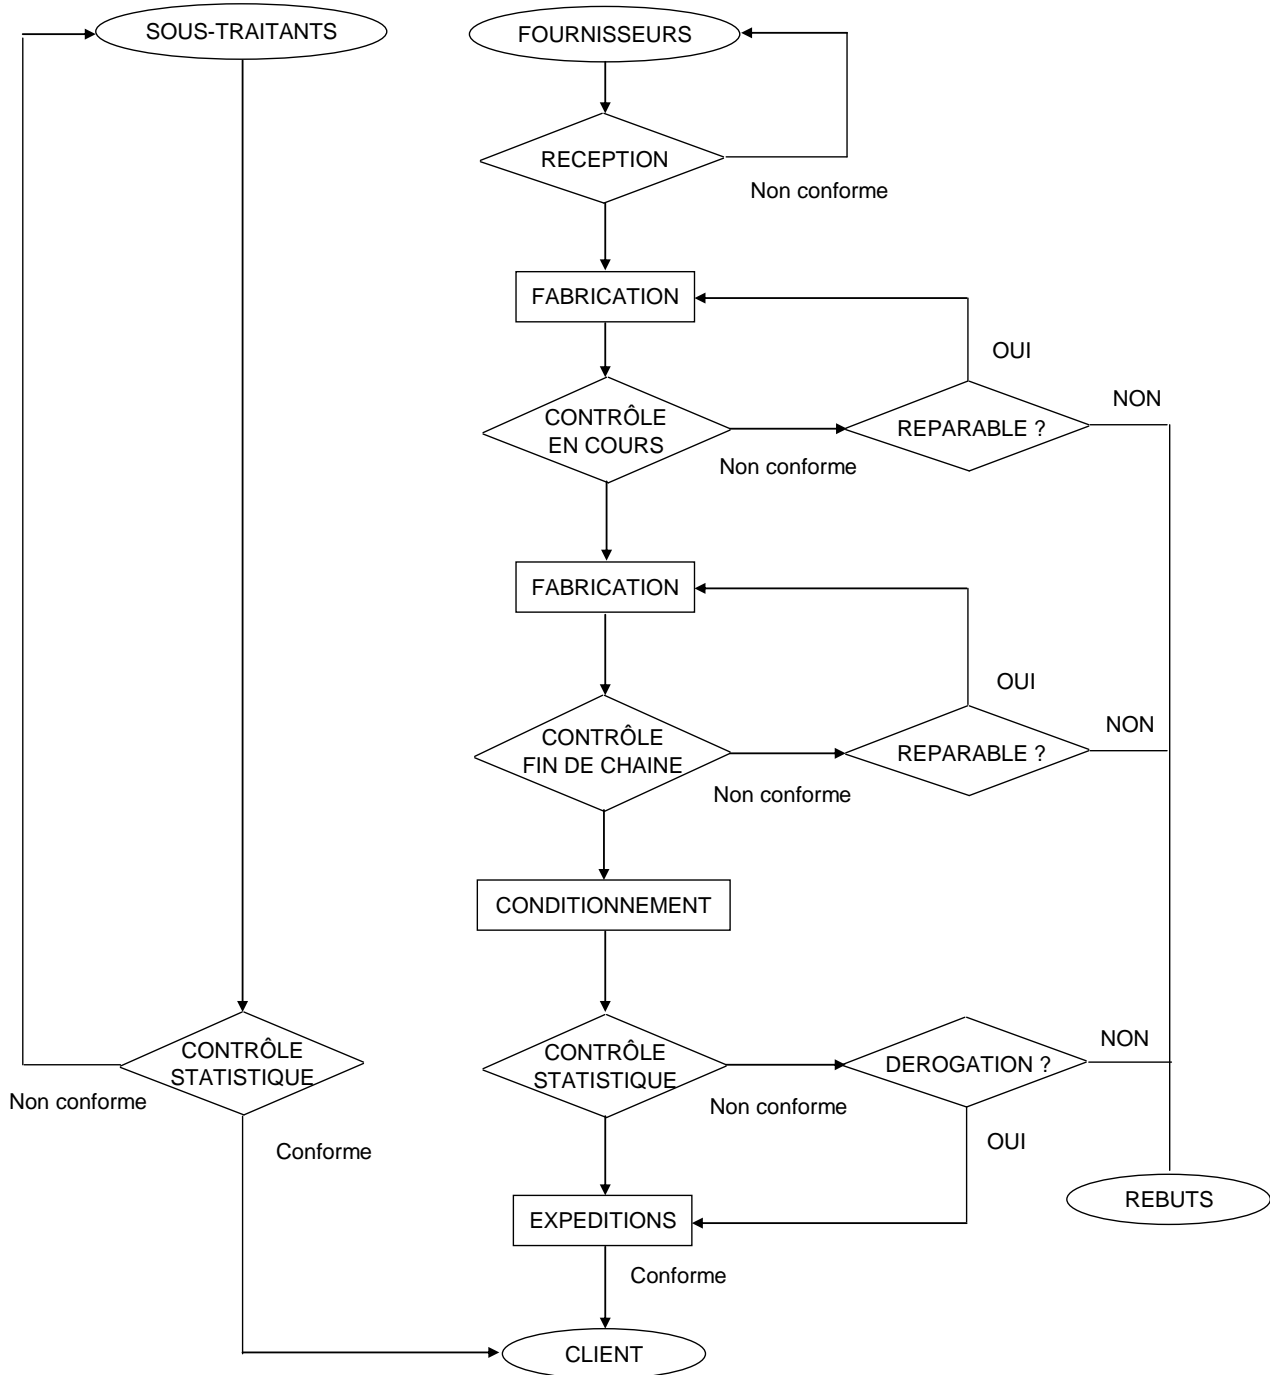 SOUS-TRAITANTS
FOURNISSEURS
RECEPTION
Non conforme
FABRICATION
OUI
NON
CONTRÔLE
EN COURS
REPARABLE ?
Non conforme
FABRICATION
OUI
NON
CONTRÔLE
FIN DE CHAINE
REPARABLE ?
Non conforme
CONDITIONNEMENT
CONTRÔLE
STATISTIQUE
Non conforme
Conforme
CONTRÔLE
STATISTIQUE
Non conforme
DEROGATION ?
NON
OUI
REBUTS
EXPEDITIONS
Conforme
CLIENT